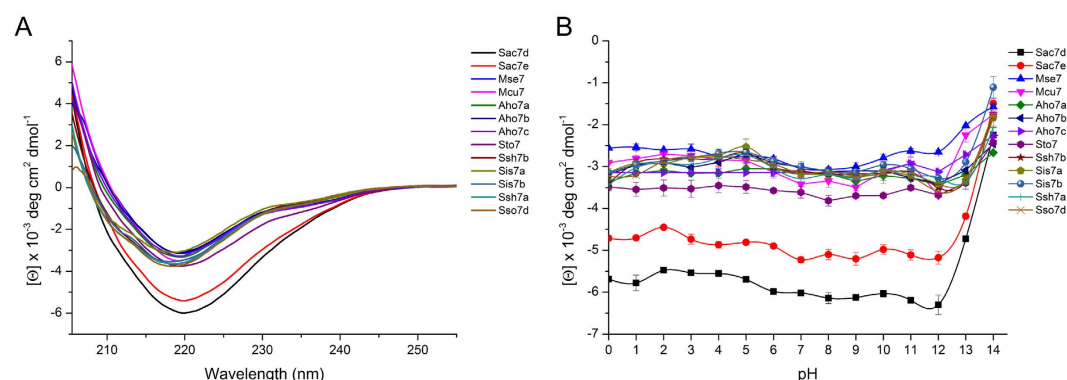 A
[Θ] x 10⁻³ deg cm² dmol⁻¹
6
4
2
0
-2
-4
-6
210
220
230
240
250
Wavelength (nm)
Sac7d
Sac7e
Mse7
Mcu7
Aho7a
Aho7b
Aho7c
Sto7
Ssh7b
Sis7a
Sis7b
Ssh7a
Sso7d
B
[Θ] x 10⁻³ deg cm² dmol⁻¹
0
-1
-2
-3
-4
-5
-6
-7
0 1 2 3 4 5 6 7 8 9 10 11 12 13 14
pH
Sac7d
Sac7e
Mse7
Mcu7
Aho7a
Aho7b
Aho7c
Sto7
Ssh7b
Sis7a
Sis7b
Ssh7a
Sso7d